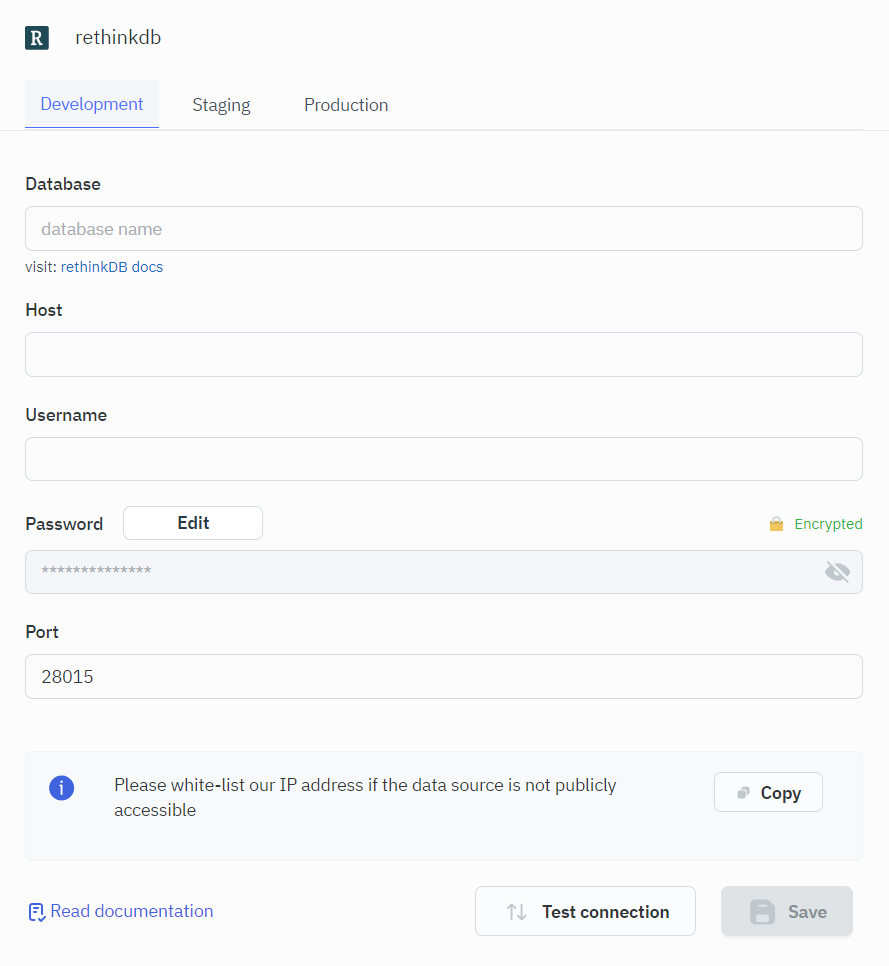 R rethinkdb
Development Staging Production
Database
database name
visit: rethinkDB docs
Host
Username
Password Edit Encrypted
**************
Port
28015
Please white-list our IP address if the data source is not publicly
accessible
Copy
Read documentation Test connection Save